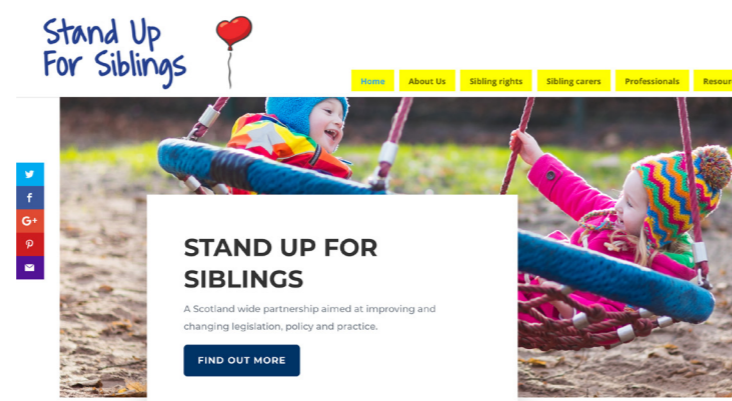 Stand Up
For Siblings
Home About Us Sibling rights Sibling carers Professionals Resour
STAND UP FOR
SIBLINGS
A Scotland wide partnership aimed at improving and
changing legislation, policy and practice.
FIND OUT MORE
f
G+